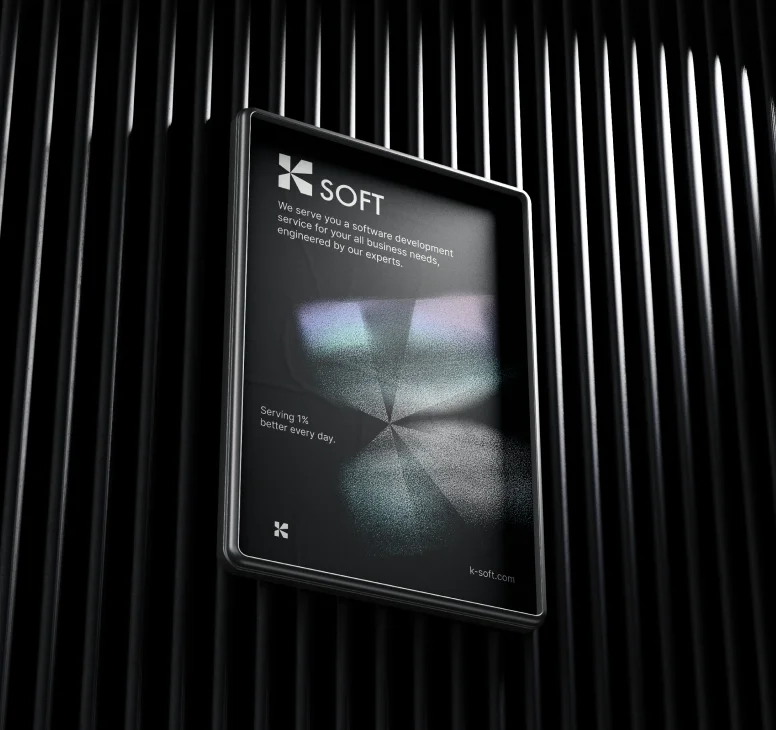 SOFT
We serve you a software development
service for your all business needs,
engineered by our experts.
Serving 1%
better every day.
k-soft.com